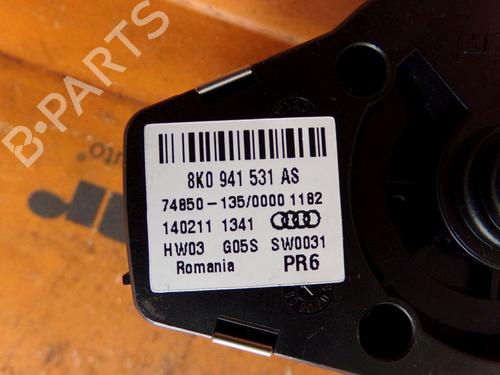 B-PARTS
8K0 941 531 AS
74850-135/0000 1182
140211 1341
HW03 G05S SW0031
Romania PR6